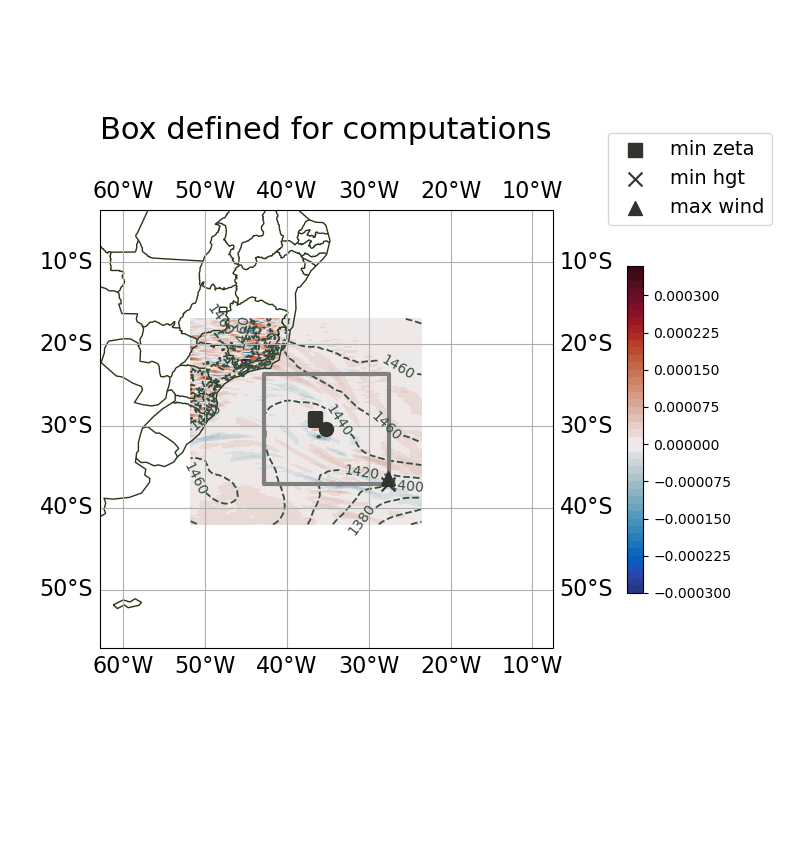 Box defined for computations
min zeta
min hgt
max wind
60°W 50°W 40°W 30°W 20°W 10°W
10°S 10°S
20°S 20°S
30°S 30°S
40°S 40°S
50°S 50°S
60°W 50°W 40°W 30°W 20°W 10°W
1460
1440
1460
1420
1400
1460
1380
0.000300
0.000225
0.000150
0.000075
0.000000
−0.000075
−0.000150
−0.000225
−0.000300